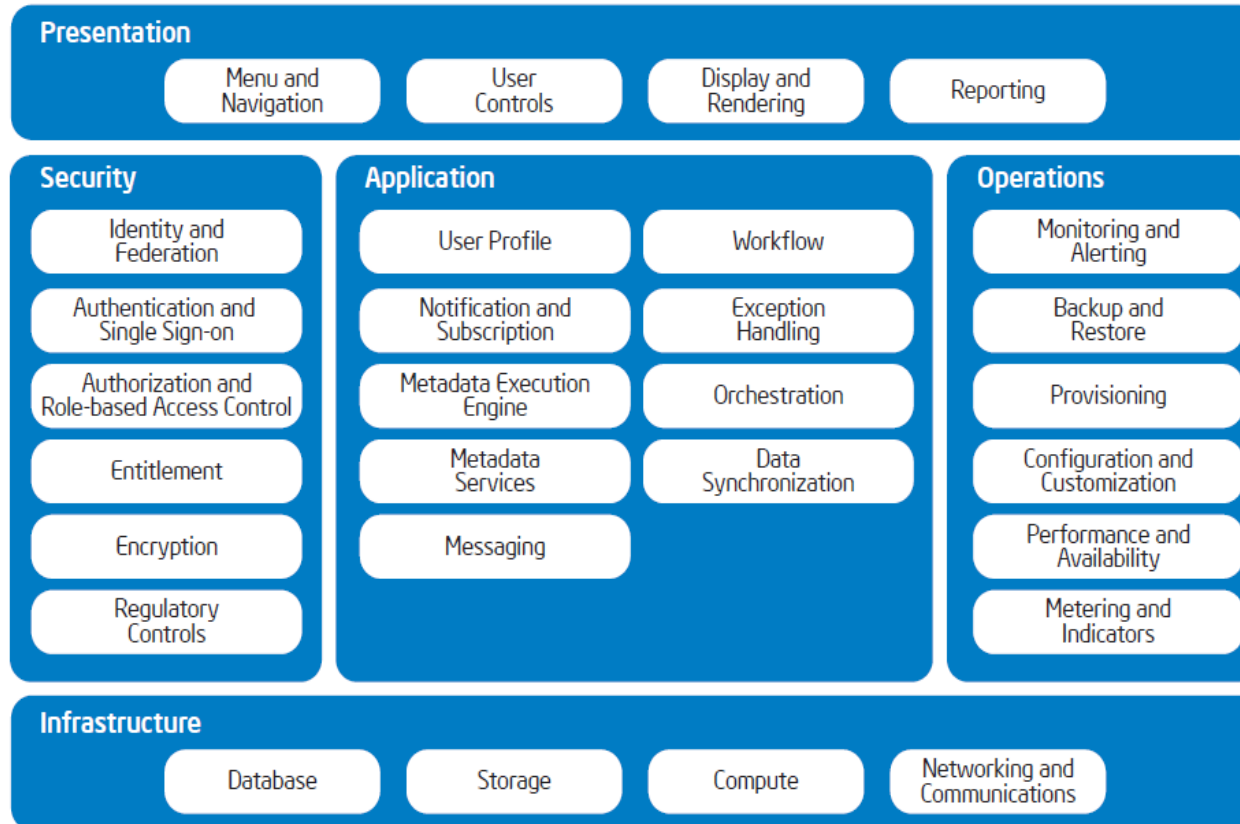 Presentation
Menu and
Navigation
User
Controls
Display and
Rendering
Reporting
Security
Identity and
Federation
Authentication and
Single Sign-on
Authorization and
Role-based Access Control
Entitlement
Encryption
Regulatory
Controls
Application
User Profile
Workflow
Notification and
Subscription
Exception
Handling
Metadada Execution
Engine
Orchestration
Metadata
Services
Data
Synchronization
Messaging
Operations
Monitoring and
Alerting
Backup and
Restore
Provisioning
Configuration and
Customization
Performance and
Availability
Metering and
Indicators
Infrastructure
Database
Storage
Compute
Networking and
Communications